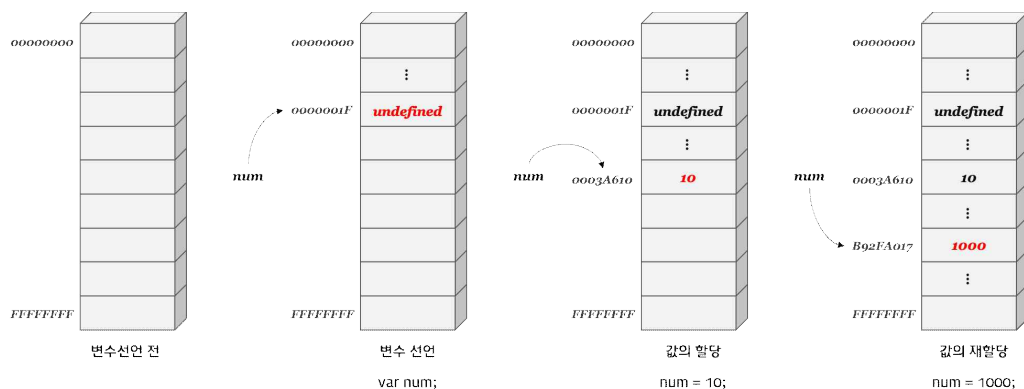 00000000
FFFFFFFF
변수선언 전
00000000
0000001F
undefined
num
FFFFFFFF
변수 선언
var num;
00000000
0000001F
undefined
num
0003A610
10
FFFFFFFF
값의 할당
num = 10;
00000000
0000001F
undefined
num
0003A610
10
B92FA017
1000
FFFFFFFF
값의 재할당
num = 1000;